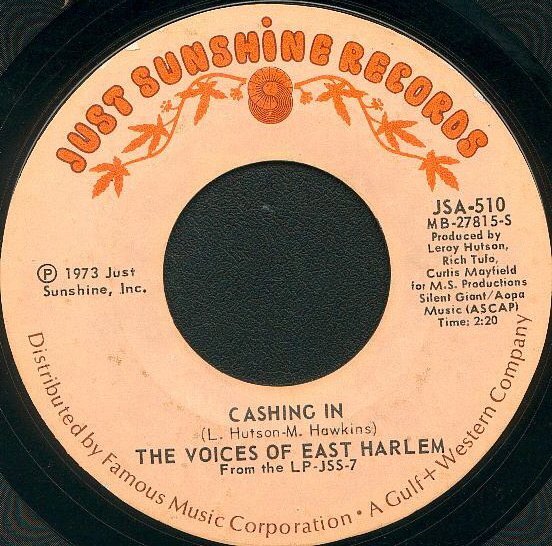 JUST SUNSHINE RECORDS
S
JSA-510
MB-27815-S
Produced by
Leroy Hutson,
Rich Tufo,
Curtis Mayfield
for M.S. Productions
Silent Giant/Aopa
Music (ASCAP)
Time: 2:20
℗ 1973 Just
Sunshine, Inc.
CASHING IN
(L. Hutson-M. Hawkins)
THE VOICES OF EAST HARLEM
From the LP-JSS-7
Distributed by Famous Music Corporation • A Gulf+Western Company